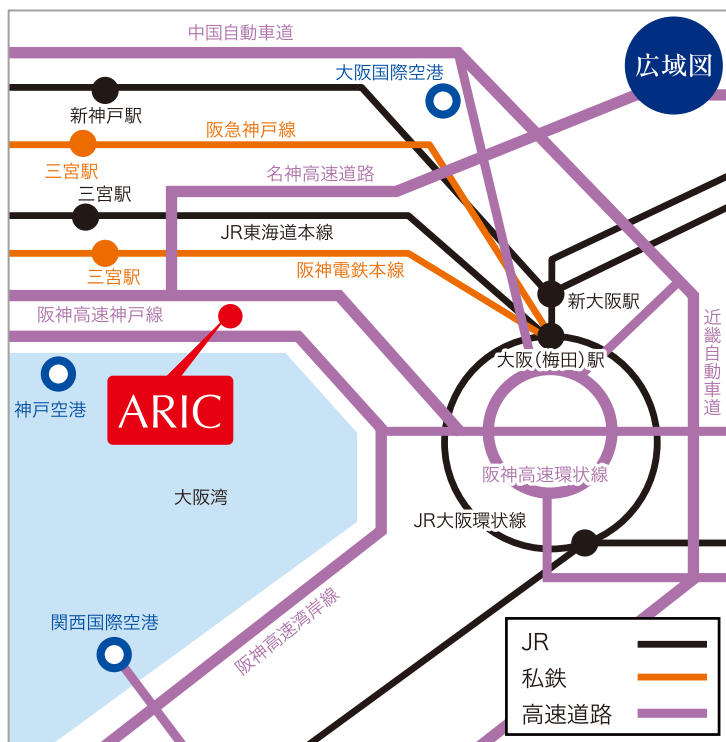 中国自動車道
広域図
大阪国際空港
新神戸駅
阪急神戸線
三宮駅
名神高速道路
三宮駅
JR東海道本線
阪神電鉄本線
三宮駅
新大阪駅
阪神高速神戸線
近畿自動車道
大阪(梅田)駅
神戸空港
ARIC
阪神高速環状線
大阪湾
JR大阪環状線
関西国際空港
阪神高速湾岸線
JR
私鉄
高速道路